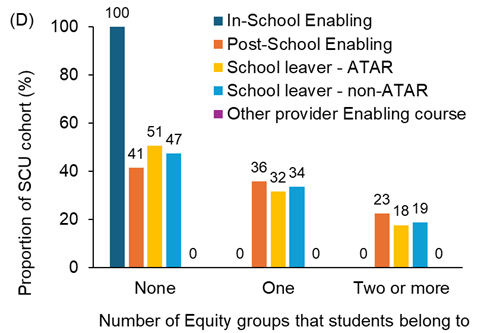 (D)
In-School Enabling
Post-School Enabling
School leaver - ATAR
School leaver - non-ATAR
Other provider Enabling course
Proportion of SCU cohort (%)
100
80
60
40
20
0
100
41
51
47
0
0
36
32
34
0
0
23
18
19
0
None
One
Two or more
Number of Equity groups that students belong to